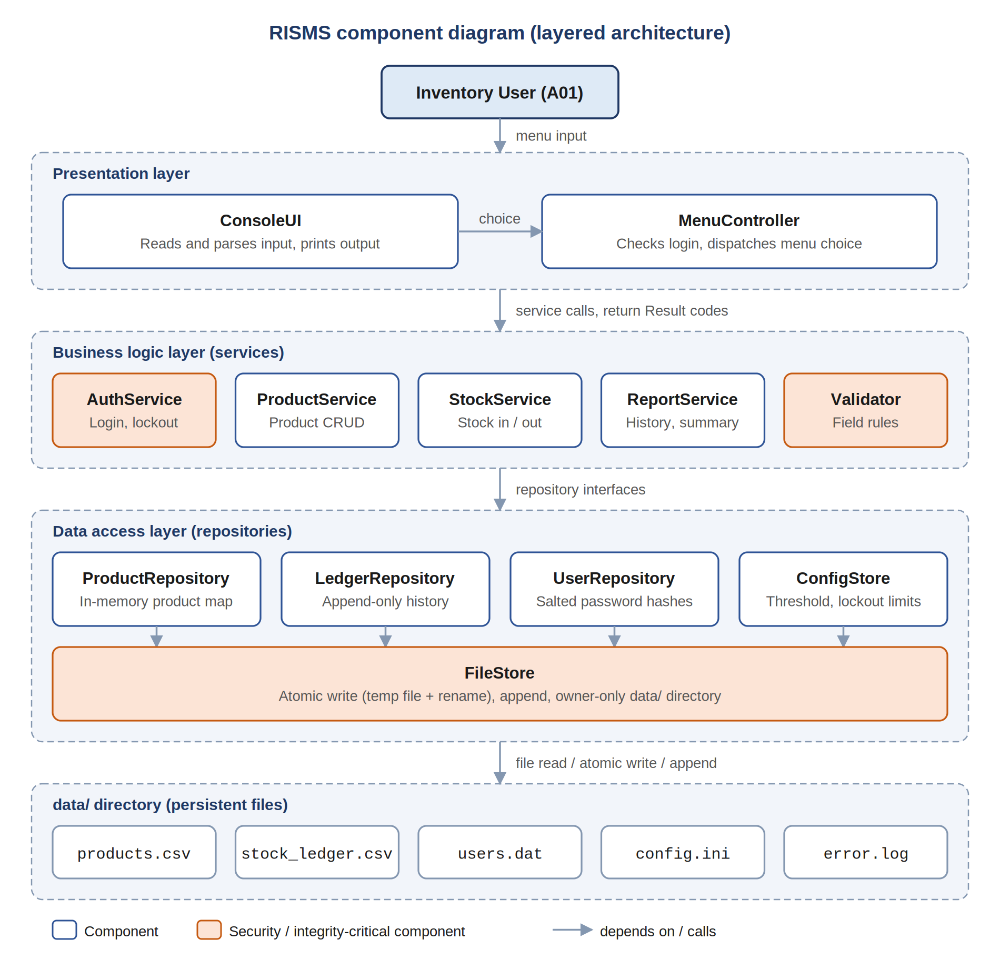 RISMS component diagram (layered architecture)
Inventory User (A01)
menu input
Presentation layer
ConsoleUI
Reads and parses input, prints output
choice
MenuController
Checks login, dispatches menu choice
service calls, return Result codes
Business logic layer (services)
AuthService
Login, lockout
ProductService
Product CRUD
StockService
Stock in / out
ReportService
History, summary
Validator
Field rules
repository interfaces
Data access layer (repositories)
ProductRepository
In-memory product map
LedgerRepository
Append-only history
UserRepository
Salted password hashes
ConfigStore
Threshold, lockout limits
FileStore
Atomic write (temp file + rename), append, owner-only data/ directory
file read / atomic write / append
data/ directory (persistent files)
products.csv
stock_ledger.csv
users.dat
config.ini
error.log
Component
Security / integrity-critical component
depends on / calls